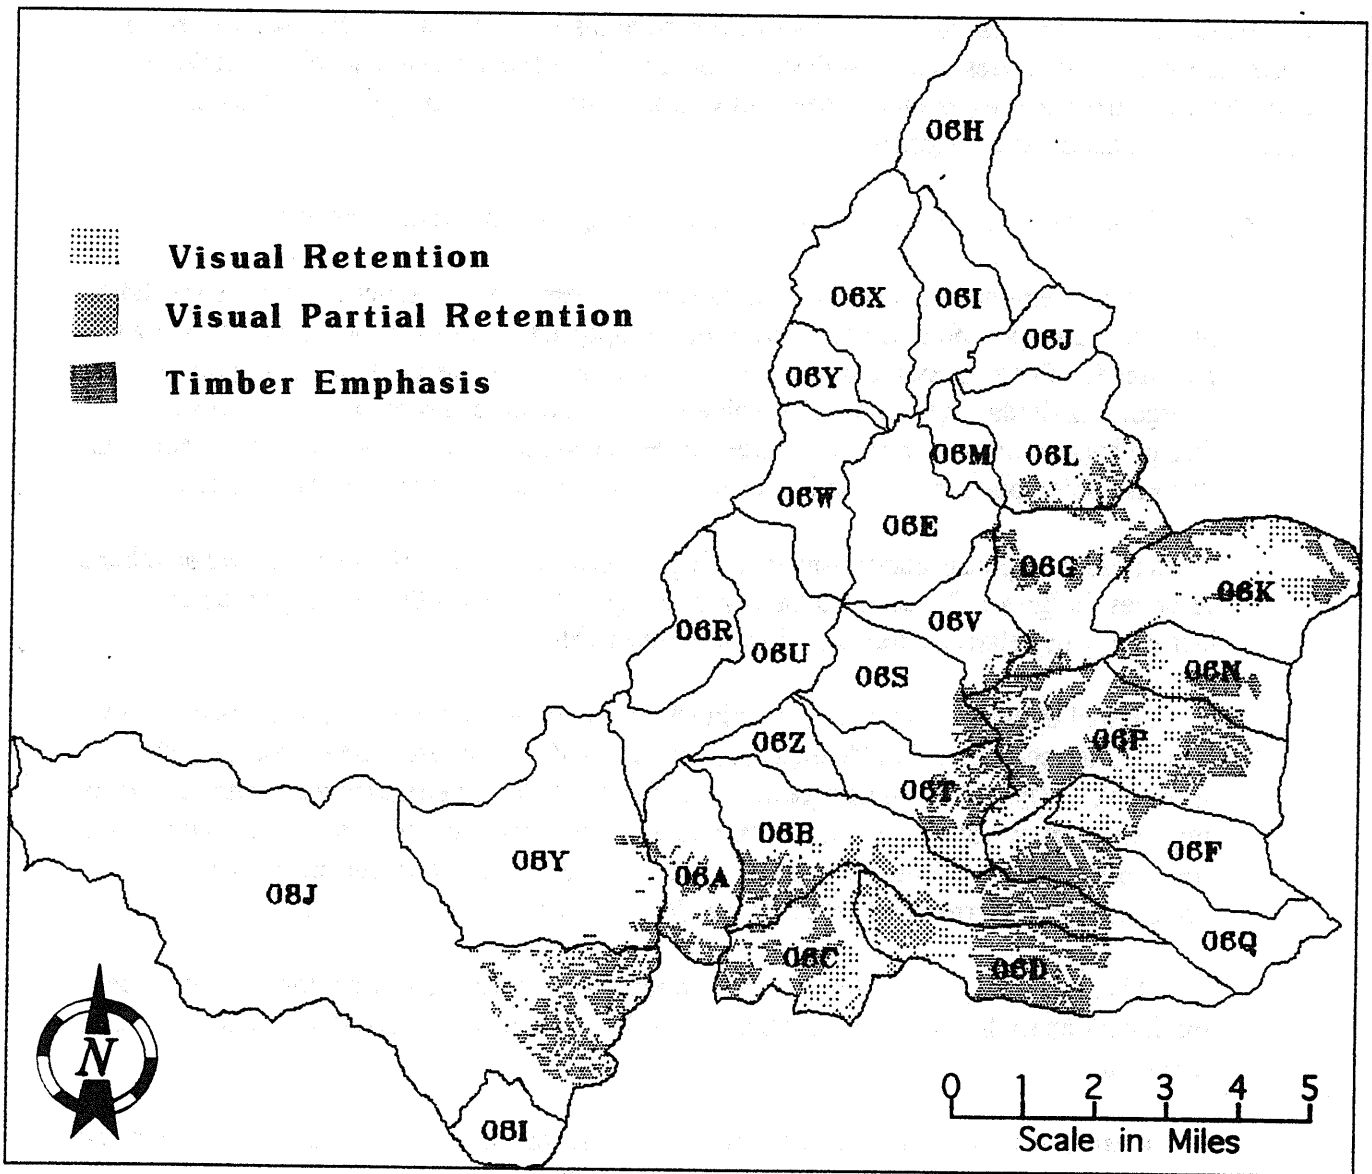 06H
Visual Retention
06X
06I
Visual Partial Retention
06J
Timber Emphasis
06Y
06M
06L
06W
06E
06G
06K
06R
06V
06U
06S
06N
06Z
06P
06T
06B
06F
08Y
06A
08J
06Q
06C
06D
N
0 1 2 3 4 5
Scale in Miles
08I